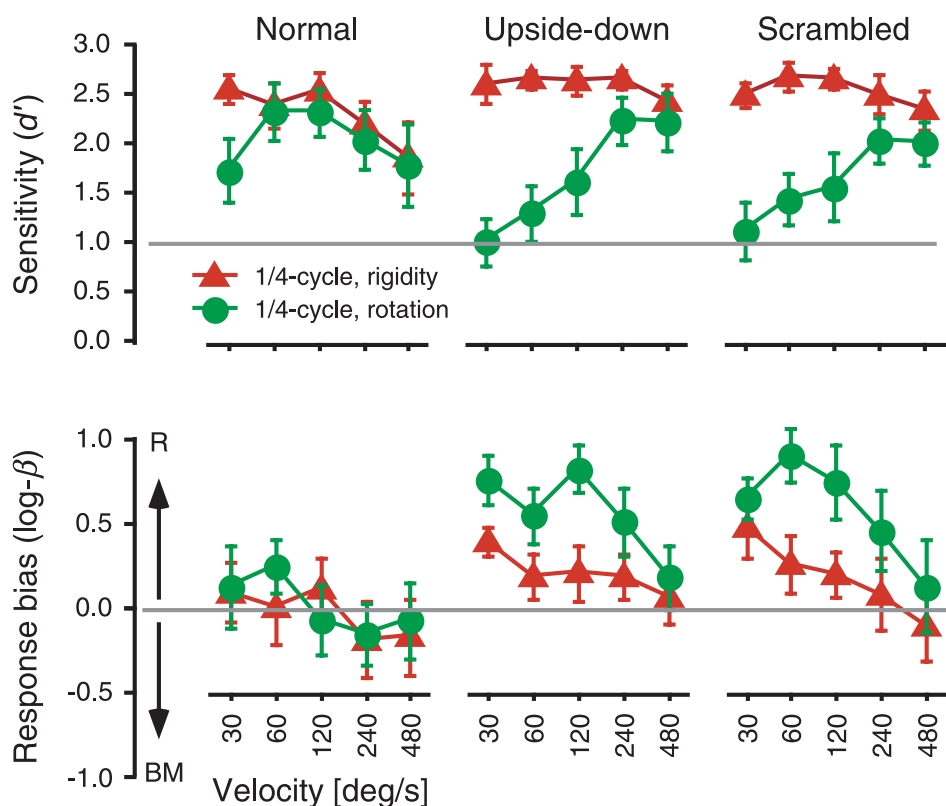 Normal
Upside-down
Scrambled
Sensitivity (d′)
3.0
2.5
2.0
1.5
1.0
0.5
0.0
1/4-cycle, rigidity
1/4-cycle, rotation
Response bias (log-β)
1.0
0.5
0.0
-0.5
-1.0
R
BM
30
60
120
240
480
30
60
120
240
480
30
60
120
240
480
Velocity [deg/s]